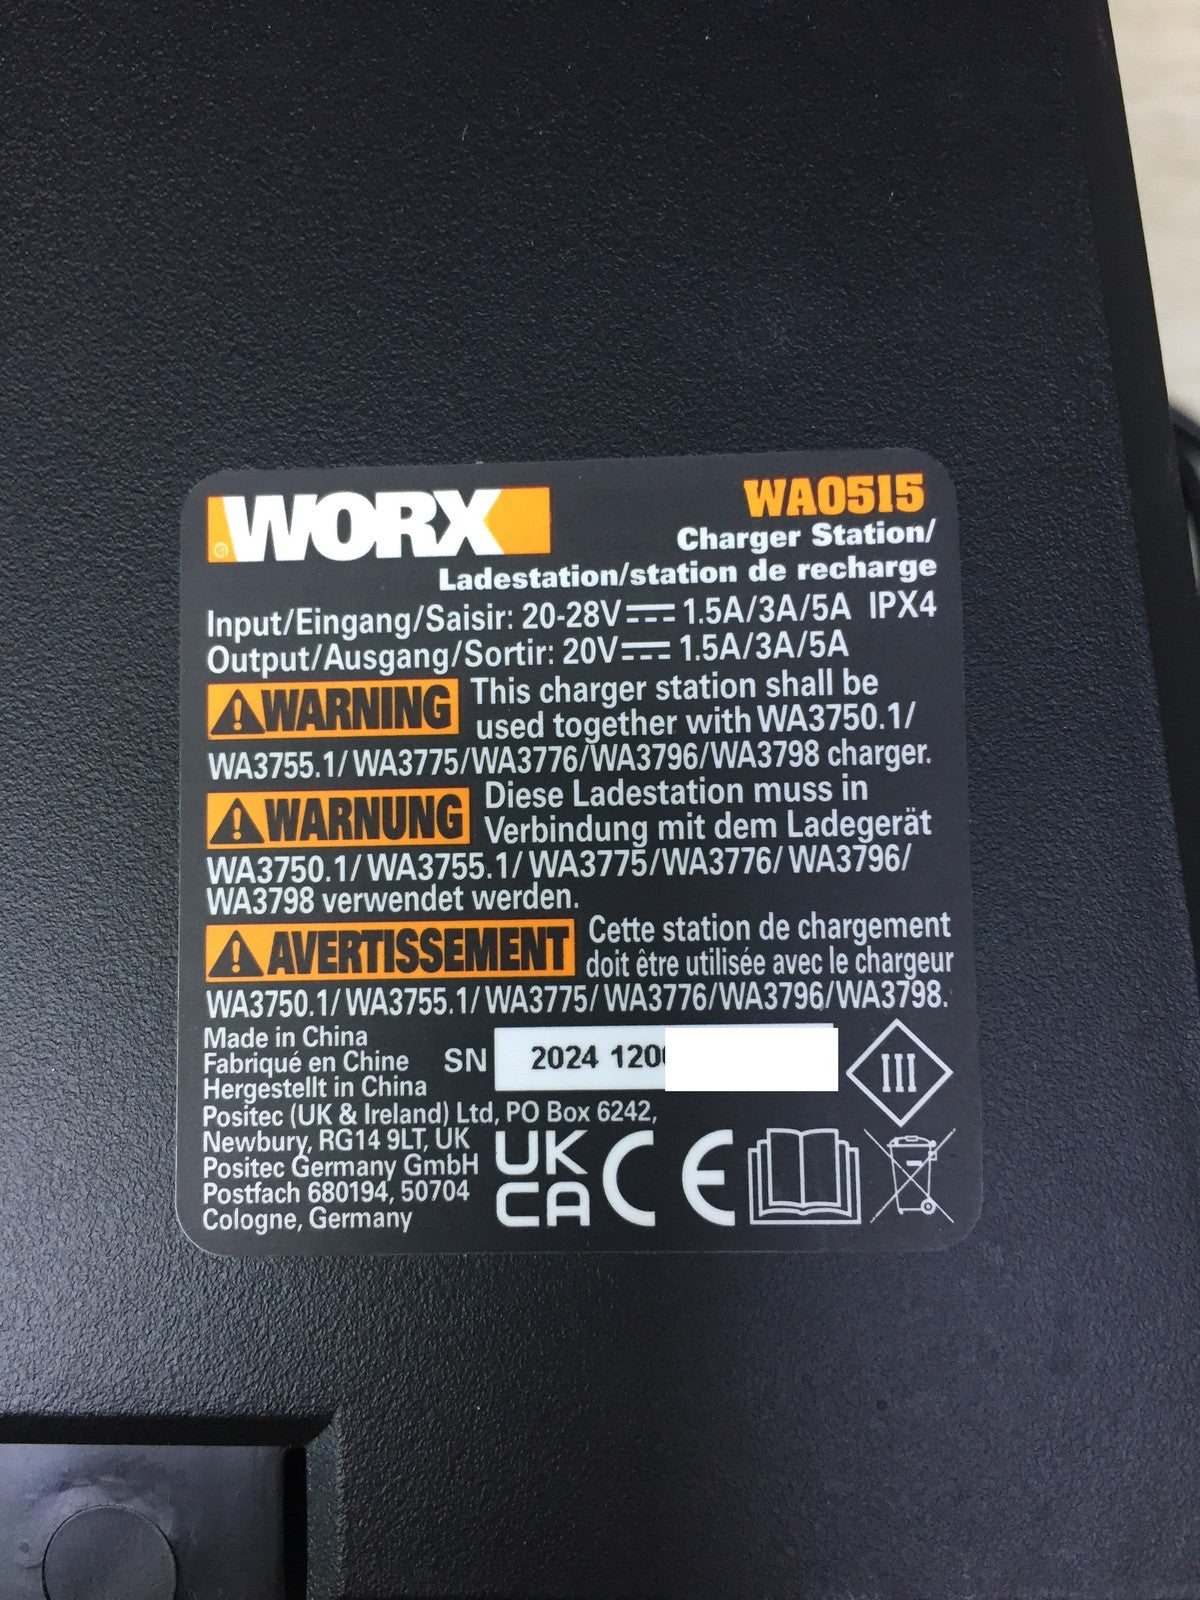 WORX WA0515
Charger Station/
Ladestation/station de recharge
Input/Eingang/Saisir: 20-28V⎓1.5A/3A/5A IPX4
Output/Ausgang/Sortir: 20V⎓1.5A/3A/5A
WARNING This charger station shall be
used together with WA3750.1/
WA3755.1/ WA3775/WA3776/WA3796/WA3798 charger.
WARNUNG Diese Ladestation muss in
Verbindung mit dem Ladegerät
WA3750.1/ WA3755.1/ WA3775/WA3776/ WA3796/
WA3798 verwendet werden.
AVERTISSEMENT Cette station de chargement
doit être utilisée avec le chargeur
WA3750.1/ WA3755.1/ WA3775/ WA3776/WA3796/WA3798.
Made in China
Fabriqué en Chine SN 2024 120
Hergestellt in China
III
Positec (UK & Ireland) Ltd, PO Box 6242,
Newbury, RG14 9LT, UK
Positec Germany GmbH
Postfach 680194, 50704
Cologne, Germany
UK
CA
CE